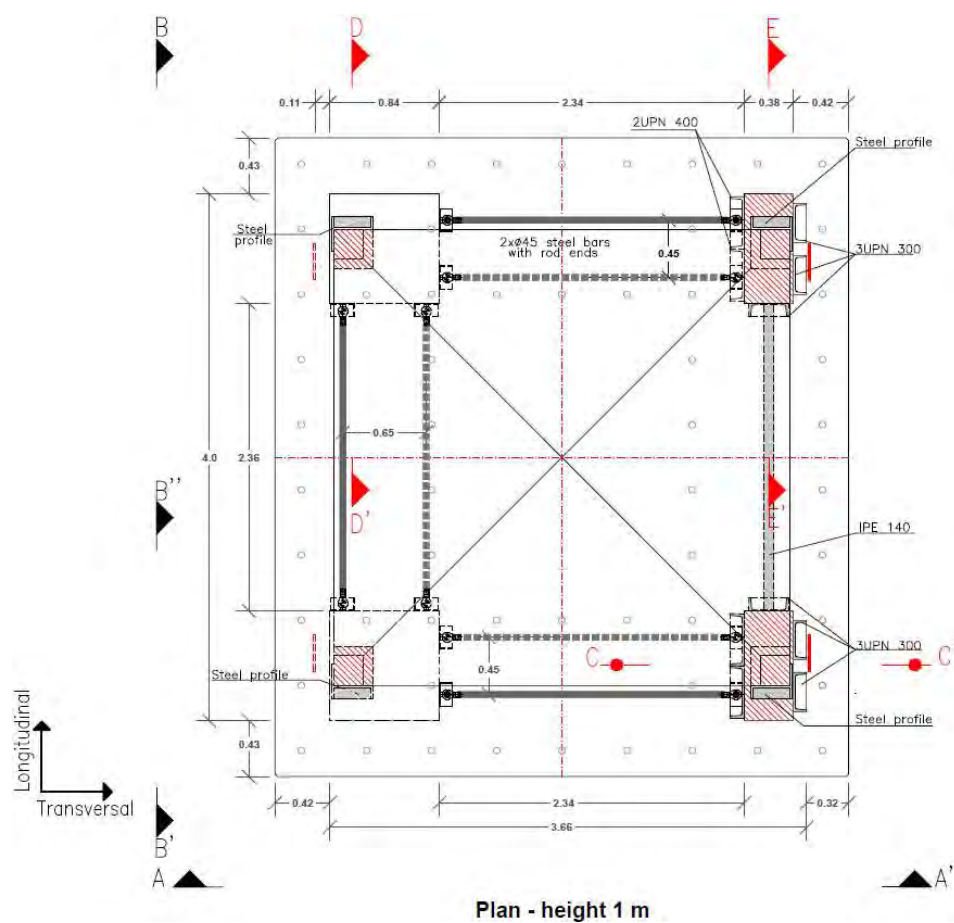 B
D
E
0.11
0.84
2.34
0.38
0.42
2UPN 400
Steel profile
0.43
Steel
profile
2xø45 steel bars
with rod ends
0.45
3UPN 300
0.65
4.0
2.36
B''
D'
E'
IPE 140
0.45
C
C
3UPN 300
Steel profile
Steel profile
0.43
Longitudinal
Transversal
0.42
2.34
0.32
3.66
B'
A
A'
Plan - height 1 m